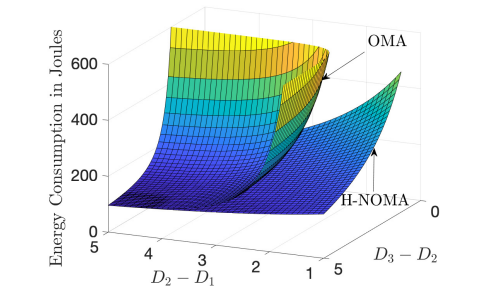 OMA
H-NOMA
Energy Consumption in Joules
600
400
200
0
5
4
3
2
1
D₂ − D₁
5
0
D₃ − D₂